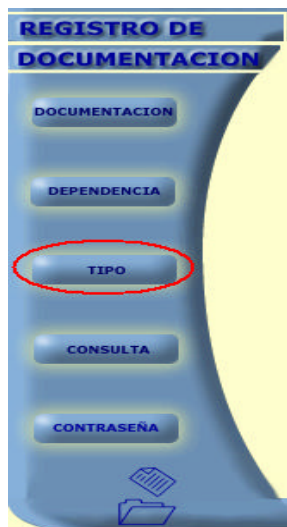 REGISTRO DE
DOCUMENTACION
DOCUMENTACION
DEPENDENCIA
TIPO
CONSULTA
CONTRASEÑA